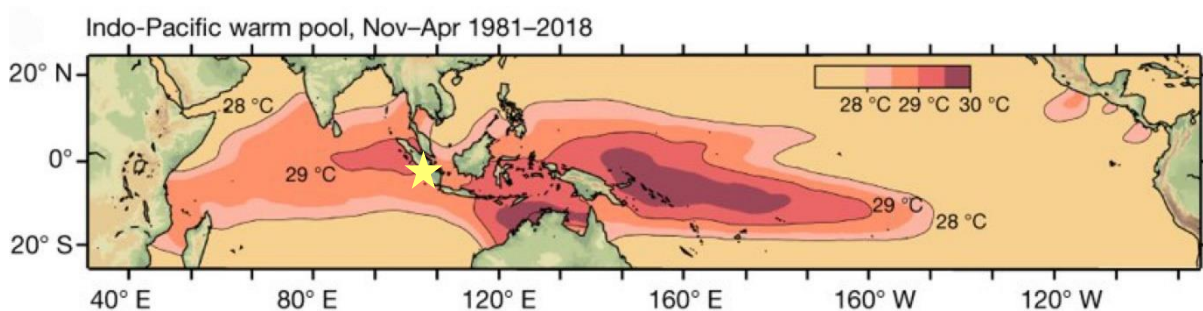 Indo-Pacific warm pool, Nov–Apr 1981–2018
20° N
0°
20° S
28 °C
29 °C
28 °C 29 °C 30 °C
29 °C
28 °C
40° E 80° E 120° E 160° E 160° W 120° W